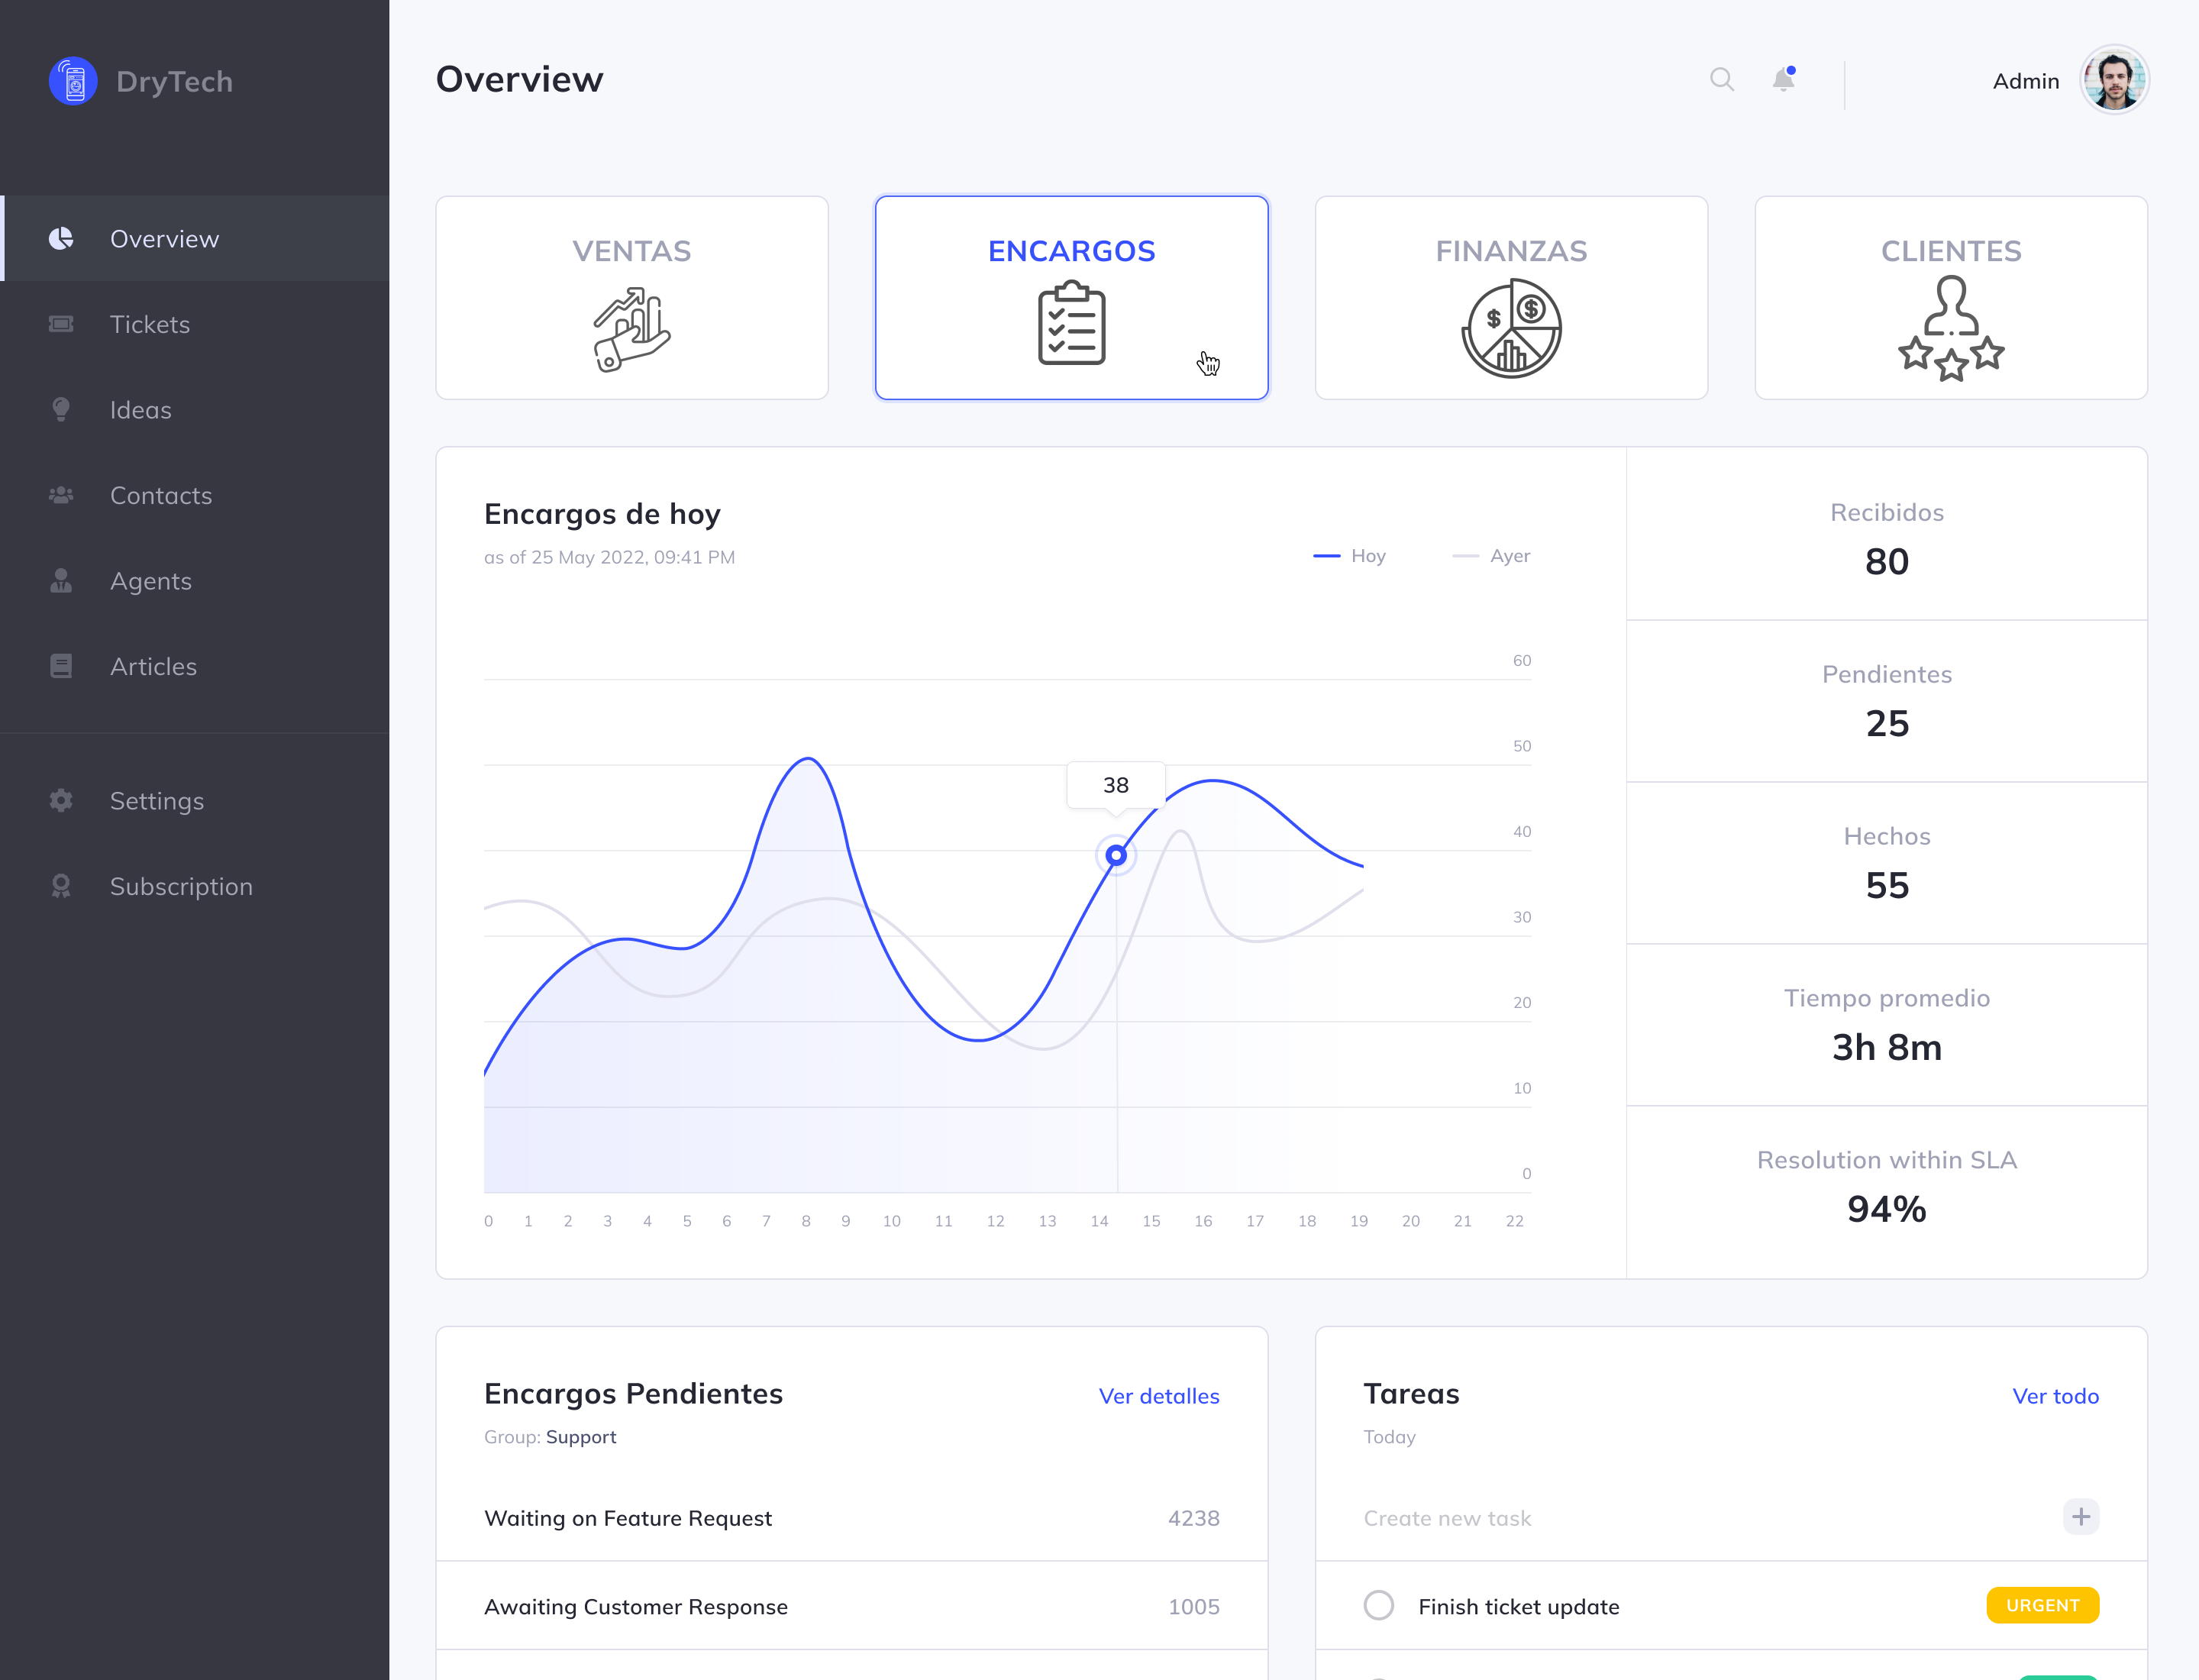 DryTech
Overview
Tickets
Ideas
Contacts
Agents
Articles
Settings
Subscription
Overview
Admin
VENTAS
ENCARGOS
FINANZAS
CLIENTES
Encargos de hoy
as of 25 May 2022, 09:41 PM
Hoy
Ayer
60
50
40
30
20
10
0
38
0 1 2 3 4 5 6 7 8 9 10 11 12 13 14 15 16 17 18 19 20 21 22
Recibidos
80
Pendientes
25
Hechos
55
Tiempo promedio
3h 8m
Resolution within SLA
94%
Encargos Pendientes
Ver detalles
Group: Support
Waiting on Feature Request
4238
Awaiting Customer Response
1005
Tareas
Ver todo
Today
Create new task
Finish ticket update
URGENT